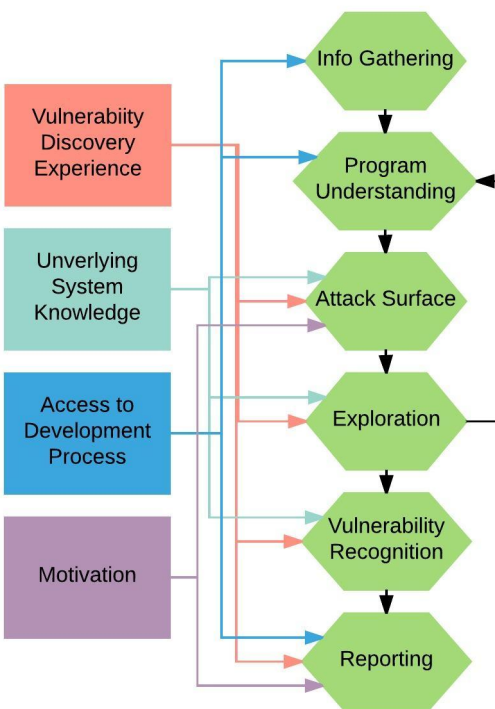 Vulnerabiity
Discovery
Experience
Unverlying
System
Knowledge
Access to
Development
Process
Motivation
Info Gathering
Program
Understanding
Attack Surface
Exploration
Vulnerability
Recognition
Reporting